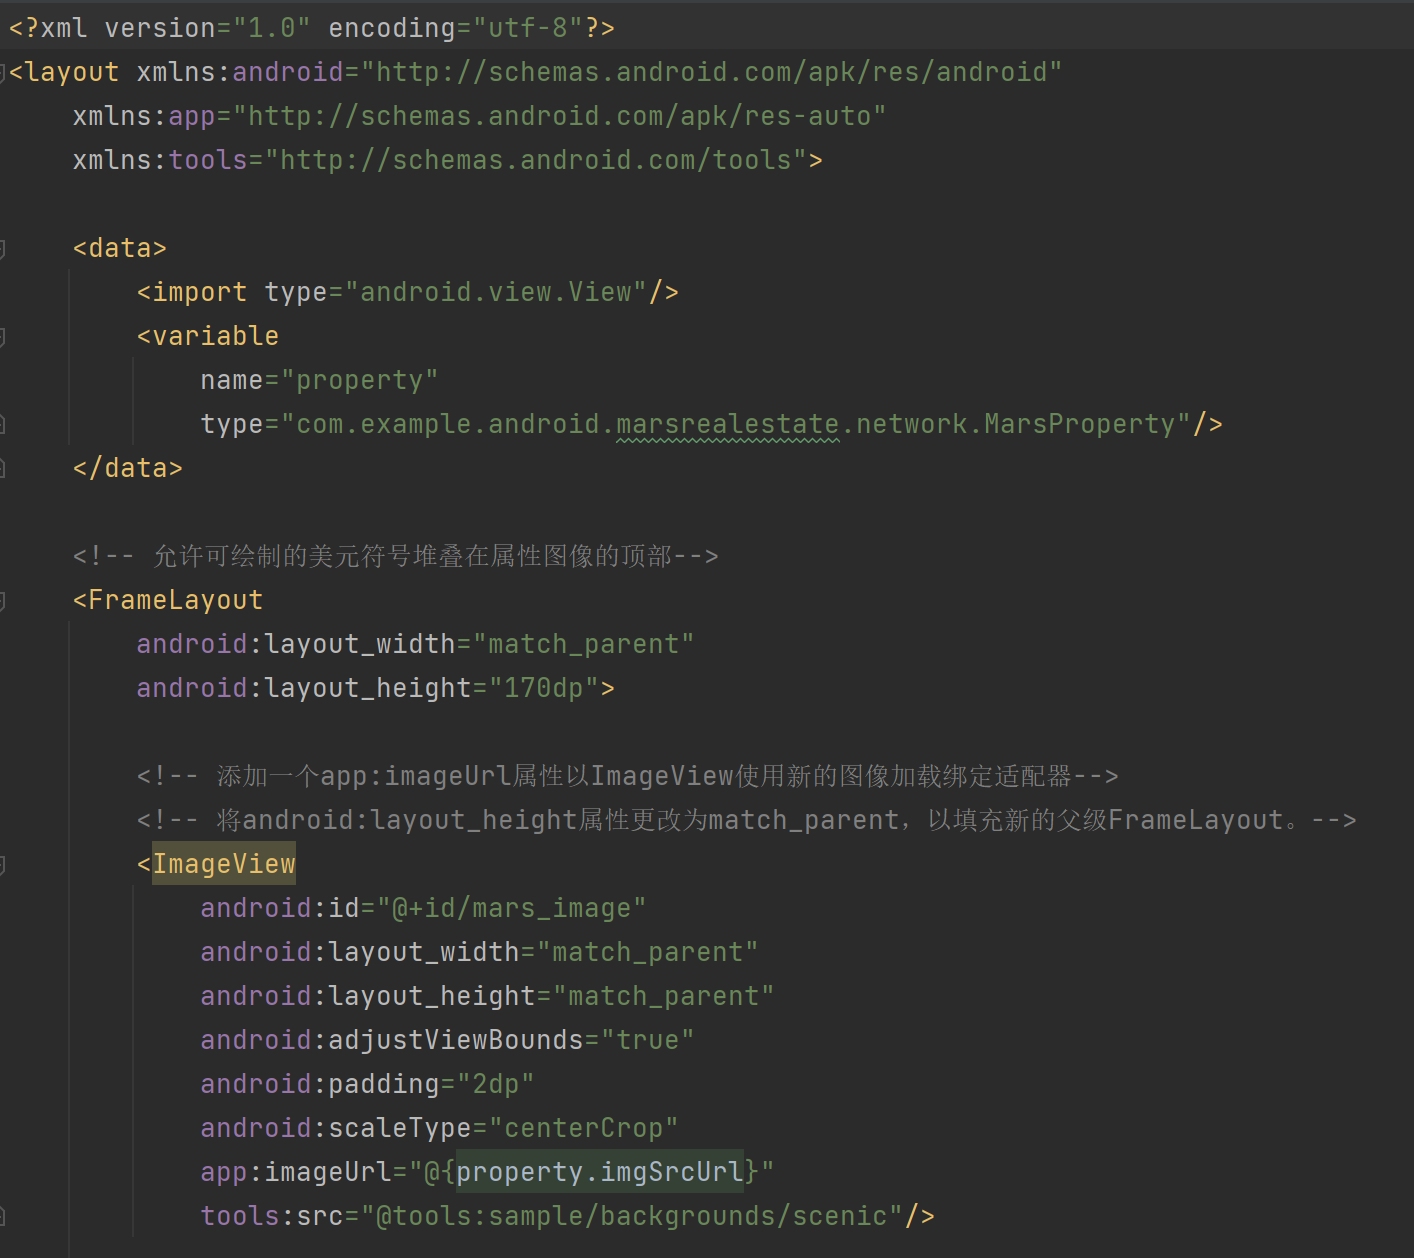 <?xml version="1.0" encoding="utf-8"?>
<layout xmlns:android="http://schemas.android.com/apk/res/android"
    xmlns:app="http://schemas.android.com/apk/res-auto"
    xmlns:tools="http://schemas.android.com/tools">

    <data>
        <import type="android.view.View"/>
        <variable
            name="property"
            type="com.example.android.marsrealestate.network.MarsProperty"/>
    </data>

    <!-- 允许可绘制的美元符号堆叠在属性图像的顶部-->
    <FrameLayout
        android:layout_width="match_parent"
        android:layout_height="170dp">

        <!-- 添加一个app:imageUrl属性以ImageView使用新的图像加载绑定适配器-->
        <!-- 将android:layout_height属性更改为match_parent，以填充新的父级FrameLayout。-->
        <ImageView
            android:id="@+id/mars_image"
            android:layout_width="match_parent"
            android:layout_height="match_parent"
            android:adjustViewBounds="true"
            android:padding="2dp"
            android:scaleType="centerCrop"
            app:imageUrl="@{property.imgSrcUrl}"
            tools:src="@tools:sample/backgrounds/scenic"/>